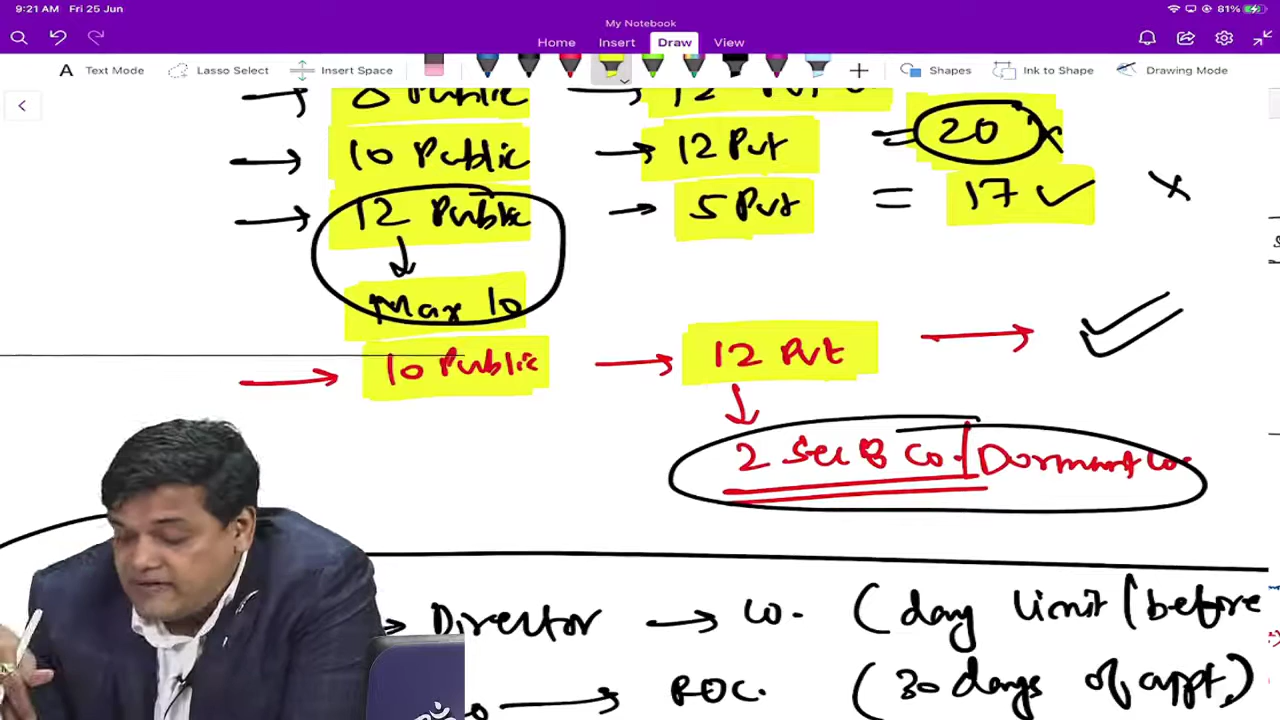 9:21 AM Fri 25 Jun
81%
My Notebook
Home Insert Draw View
A Text Mode Lasso Select Insert Space + Shapes Ink to Shape Drawing Mode
→ 8 Public → 12
→ 10 Public → 12 Pvt = 20 x
→ 12 Public → 5 Pvt = 17 ✓ x
↓
Max 10
→ 10 Public → 12 Pvt → ✓
↓
2 Sec 8 Co. / Dormant Co.
→ Director → Co. (day limit / before
→ ROC. (30 days of appt.)